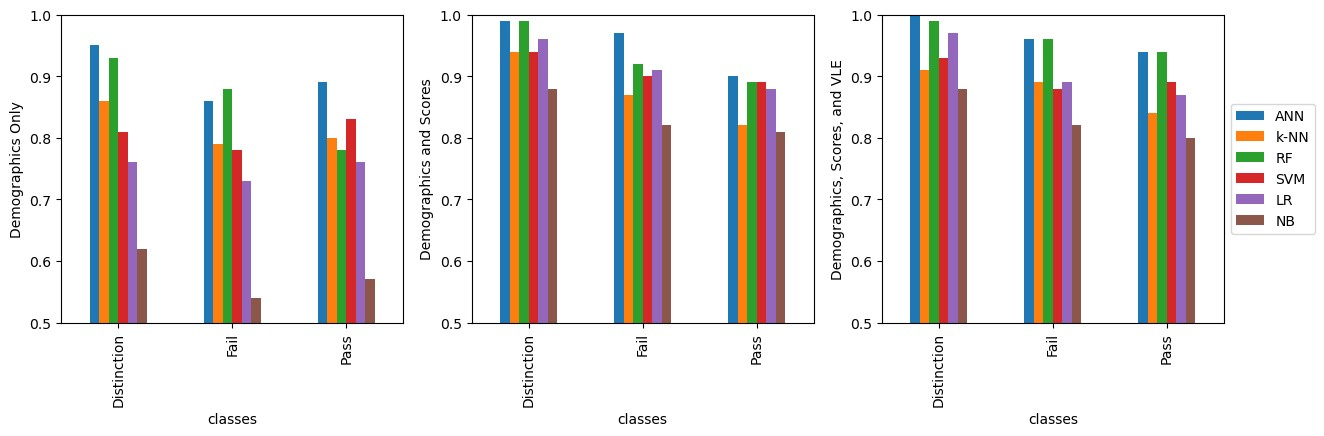 Demographics Only
1.0
0.9
0.8
0.7
0.6
0.5
Distinction
Fail
Pass
classes
Demographics and Scores
1.0
0.9
0.8
0.7
0.6
0.5
Distinction
Fail
Pass
classes
Demographics, Scores, and VLE
1.0
0.9
0.8
0.7
0.6
0.5
Distinction
Fail
Pass
classes
ANN
k-NN
RF
SVM
LR
NB